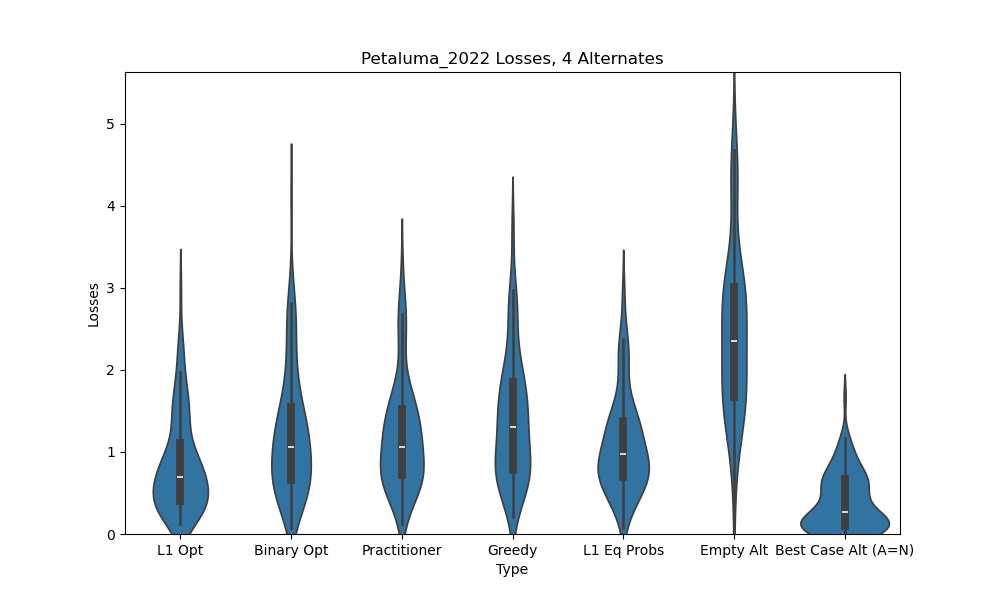 Petaluma_2022 Losses, 4 Alternates
Losses
5
4
3
2
1
0
L1 Opt
Binary Opt
Practitioner
Greedy
L1 Eq Probs
Empty Alt
Best Case Alt (A=N)
Type